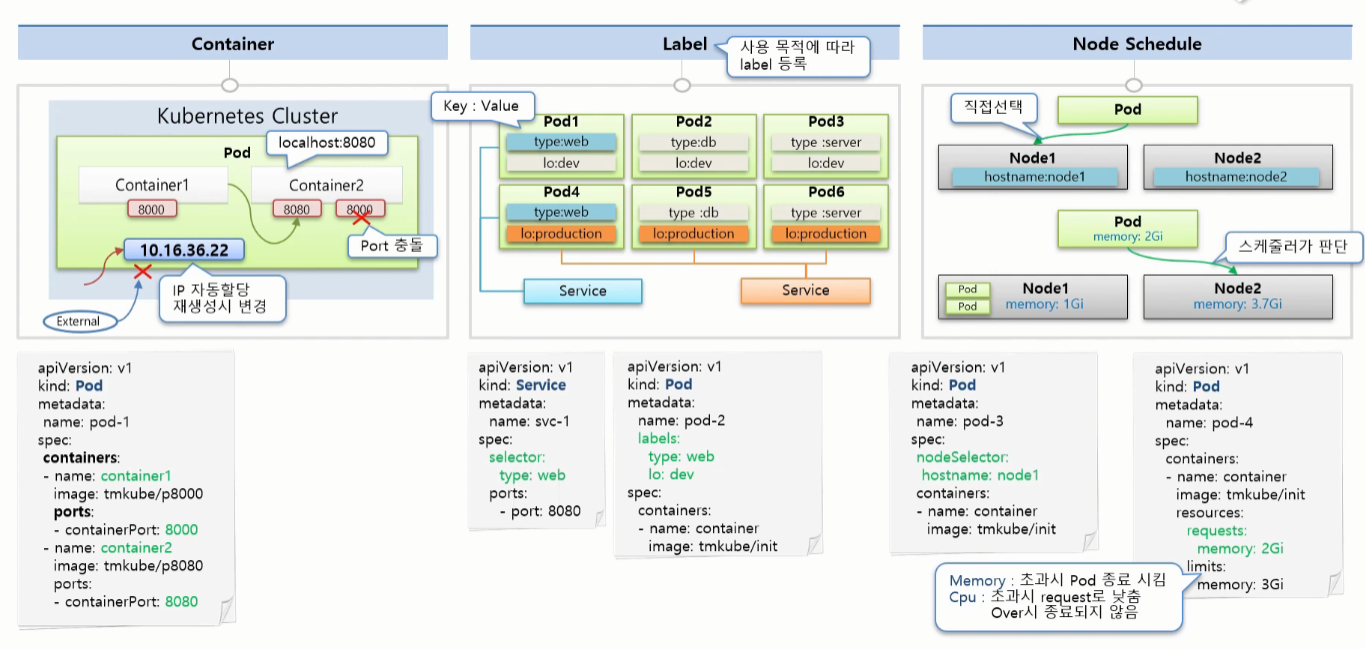 Container
Kubernetes Cluster
localhost:8080
Pod
Container1
Container2
8000
8080
8000
Port 충돌
10.16.36.22
IP 자동할당
재생성시 변경
External
apiVersion: v1
kind: Pod
metadata:
name: pod-1
spec:
containers:
- name: container1
image: tmkube/p8000
ports:
- containerPort: 8000
- name: container2
image: tmkube/p8080
ports:
- containerPort: 8080
Label
사용 목적에 따라
label 등록
Key : Value
Pod1
type:web
lo:dev
Pod2
type:db
lo:dev
Pod3
type :server
lo:dev
Pod4
type:web
lo:production
Pod5
type :db
lo:production
Pod6
type :server
lo:production
Service
Service
apiVersion: v1
kind: Service
metadata:
name: svc-1
spec:
selector:
type: web
ports:
- port: 8080
apiVersion: v1
kind: Pod
metadata:
name: pod-2
labels:
type: web
lo: dev
spec:
containers:
- name: container
image: tmkube/init
Node Schedule
직접선택
Pod
Node1
hostname:node1
Node2
hostname:node2
Pod
memory: 2Gi
스케줄러가 판단
Pod
Pod
Node1
memory: 1Gi
Node2
memory: 3.7Gi
apiVersion: v1
kind: Pod
metadata:
name: pod-3
spec:
nodeSelector:
hostname: node1
containers:
- name: container
image: tmkube/init
apiVersion: v1
kind: Pod
metadata:
name: pod-4
spec:
containers:
- name: container
image: tmkube/init
resources:
requests:
memory: 2Gi
limits:
memory: 3Gi
Memory : 초과시 Pod 종료 시킴
Cpu : 초과시 request로 낮춤
Over시 종료되지 않음